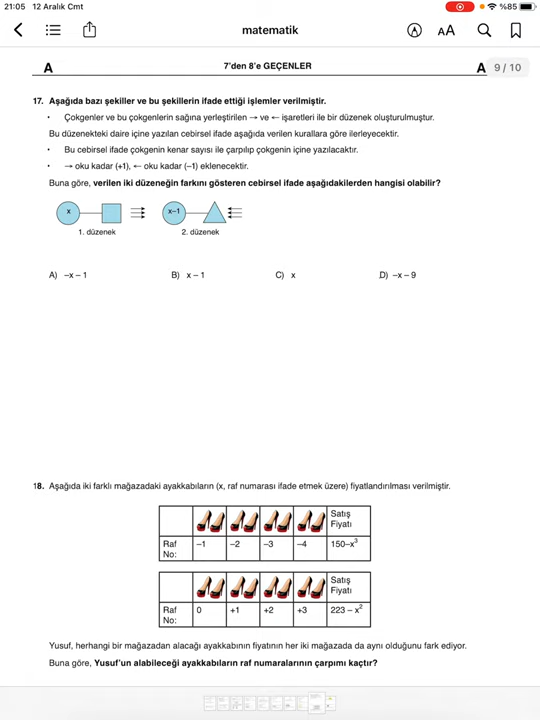 21:05 12 Aralık Cmt %85
matematik
AA
A 7'den 8'e GEÇENLER A 9 / 10
17. Aşağıda bazı şekiller ve bu şekillerin ifade ettiği işlemler verilmiştir.
• Çokgenler ve bu çokgenlerin sağına yerleştirilen → ve ← işaretleri ile bir düzenek oluşturulmuştur.
Bu düzenekteki daire içine yazılan cebirsel ifade aşağıda verilen kurallara göre ilerleyecektir.
• Bu cebirsel ifade çokgenin kenar sayısı ile çarpılıp çokgenin içine yazılacaktır.
• → oku kadar (+1), ← oku kadar (–1) eklenecektir.
Buna göre, verilen iki düzeneğin farkını gösteren cebirsel ifade aşağıdakilerden hangisi olabilir?
x x–1
1. düzenek 2. düzenek
A) –x – 1 B) x – 1 C) x D) –x – 9
18. Aşağıda iki farklı mağazadaki ayakkabıların (x, raf numarası ifade etmek üzere) fiyatlandırılması verilmiştir.
Satış
Fiyatı
Raf No: –1 –2 –3 –4 150–x³
Satış
Fiyatı
Raf No: 0 +1 +2 +3 223 – x²
Yusuf, herhangi bir mağazadan alacağı ayakkabının fiyatının her iki mağazada da aynı olduğunu fark ediyor.
Buna göre, Yusuf'un alabileceği ayakkabıların raf numaralarının çarpımı kaçtır?